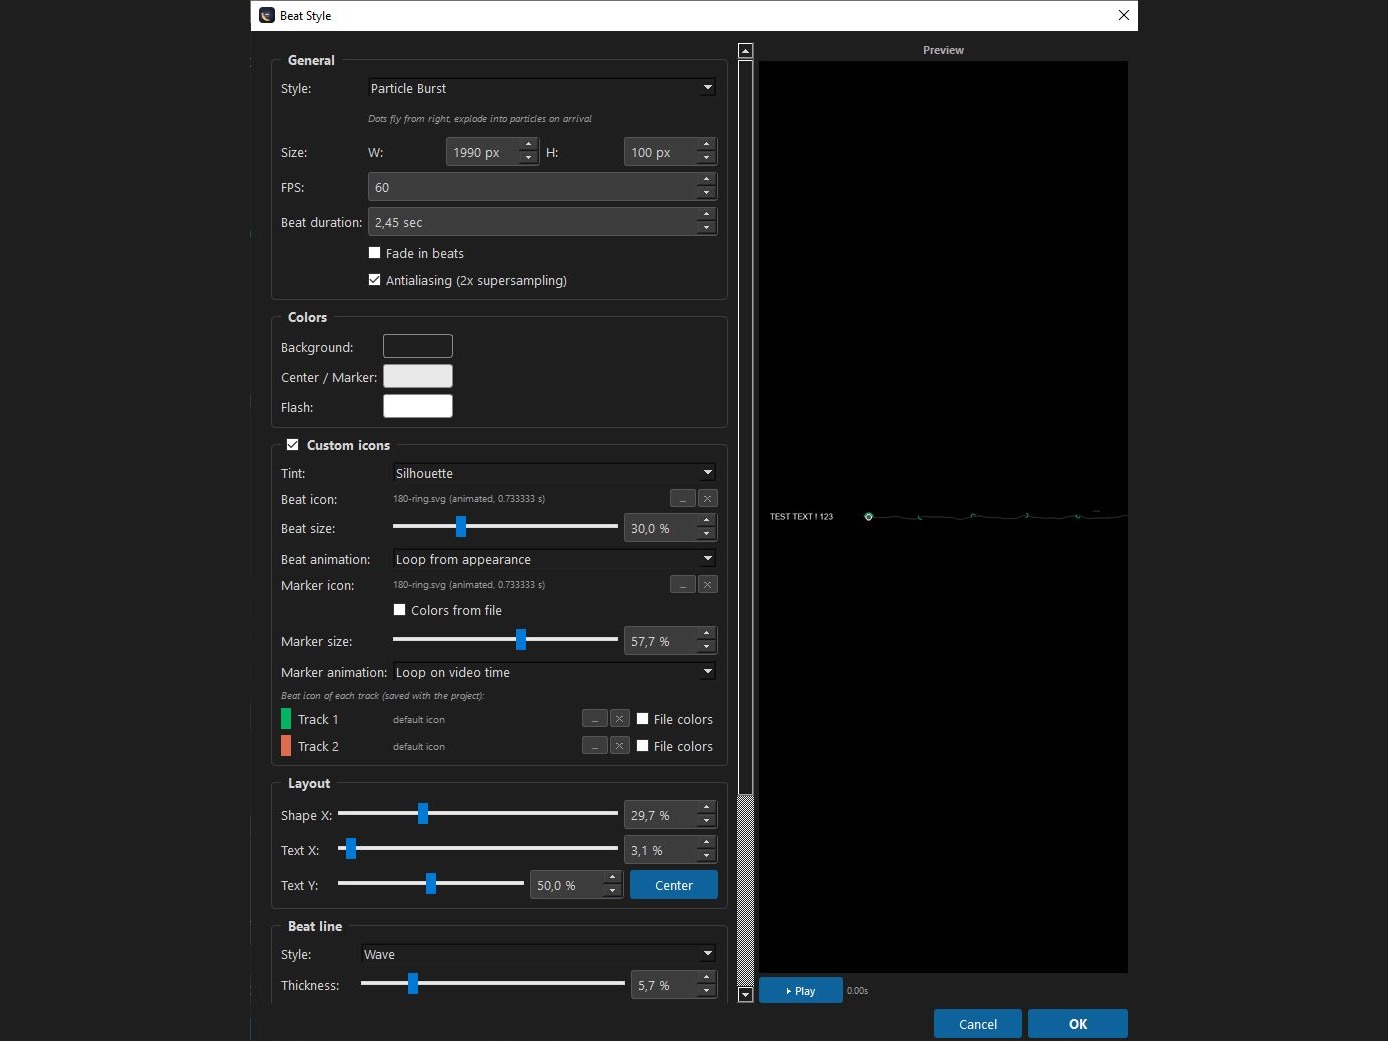 Beat Style
Preview
General
Style: Particle Burst
Dots fly from right, explode into particles on arrival
Size: W: 1990 px H: 100 px
FPS: 60
Beat duration: 2,45 sec
Fade in beats
Antialiasing (2x supersampling)
Colors
Background:
Center / Marker:
Flash:
Custom icons
Tint: Silhouette
Beat icon: 180-ring.svg (animated, 0.733333 s) ...
Beat size: 30,0 %
Beat animation: Loop from appearance
Marker icon: 180-ring.svg (animated, 0.733333 s) ...
Colors from file
Marker size: 57,7 %
Marker animation: Loop on video time
Beat icon of each track (saved with the project):
Track 1 default icon ... File colors
Track 2 default icon ... File colors
Layout
Shape X: 29,7 %
Text X: 3,1 %
Text Y: 50,0 % Center
Beat line
Style: Wave
Thickness: 5,7 %
TEST TEXT ! 123
Play 0.00s
Cancel OK